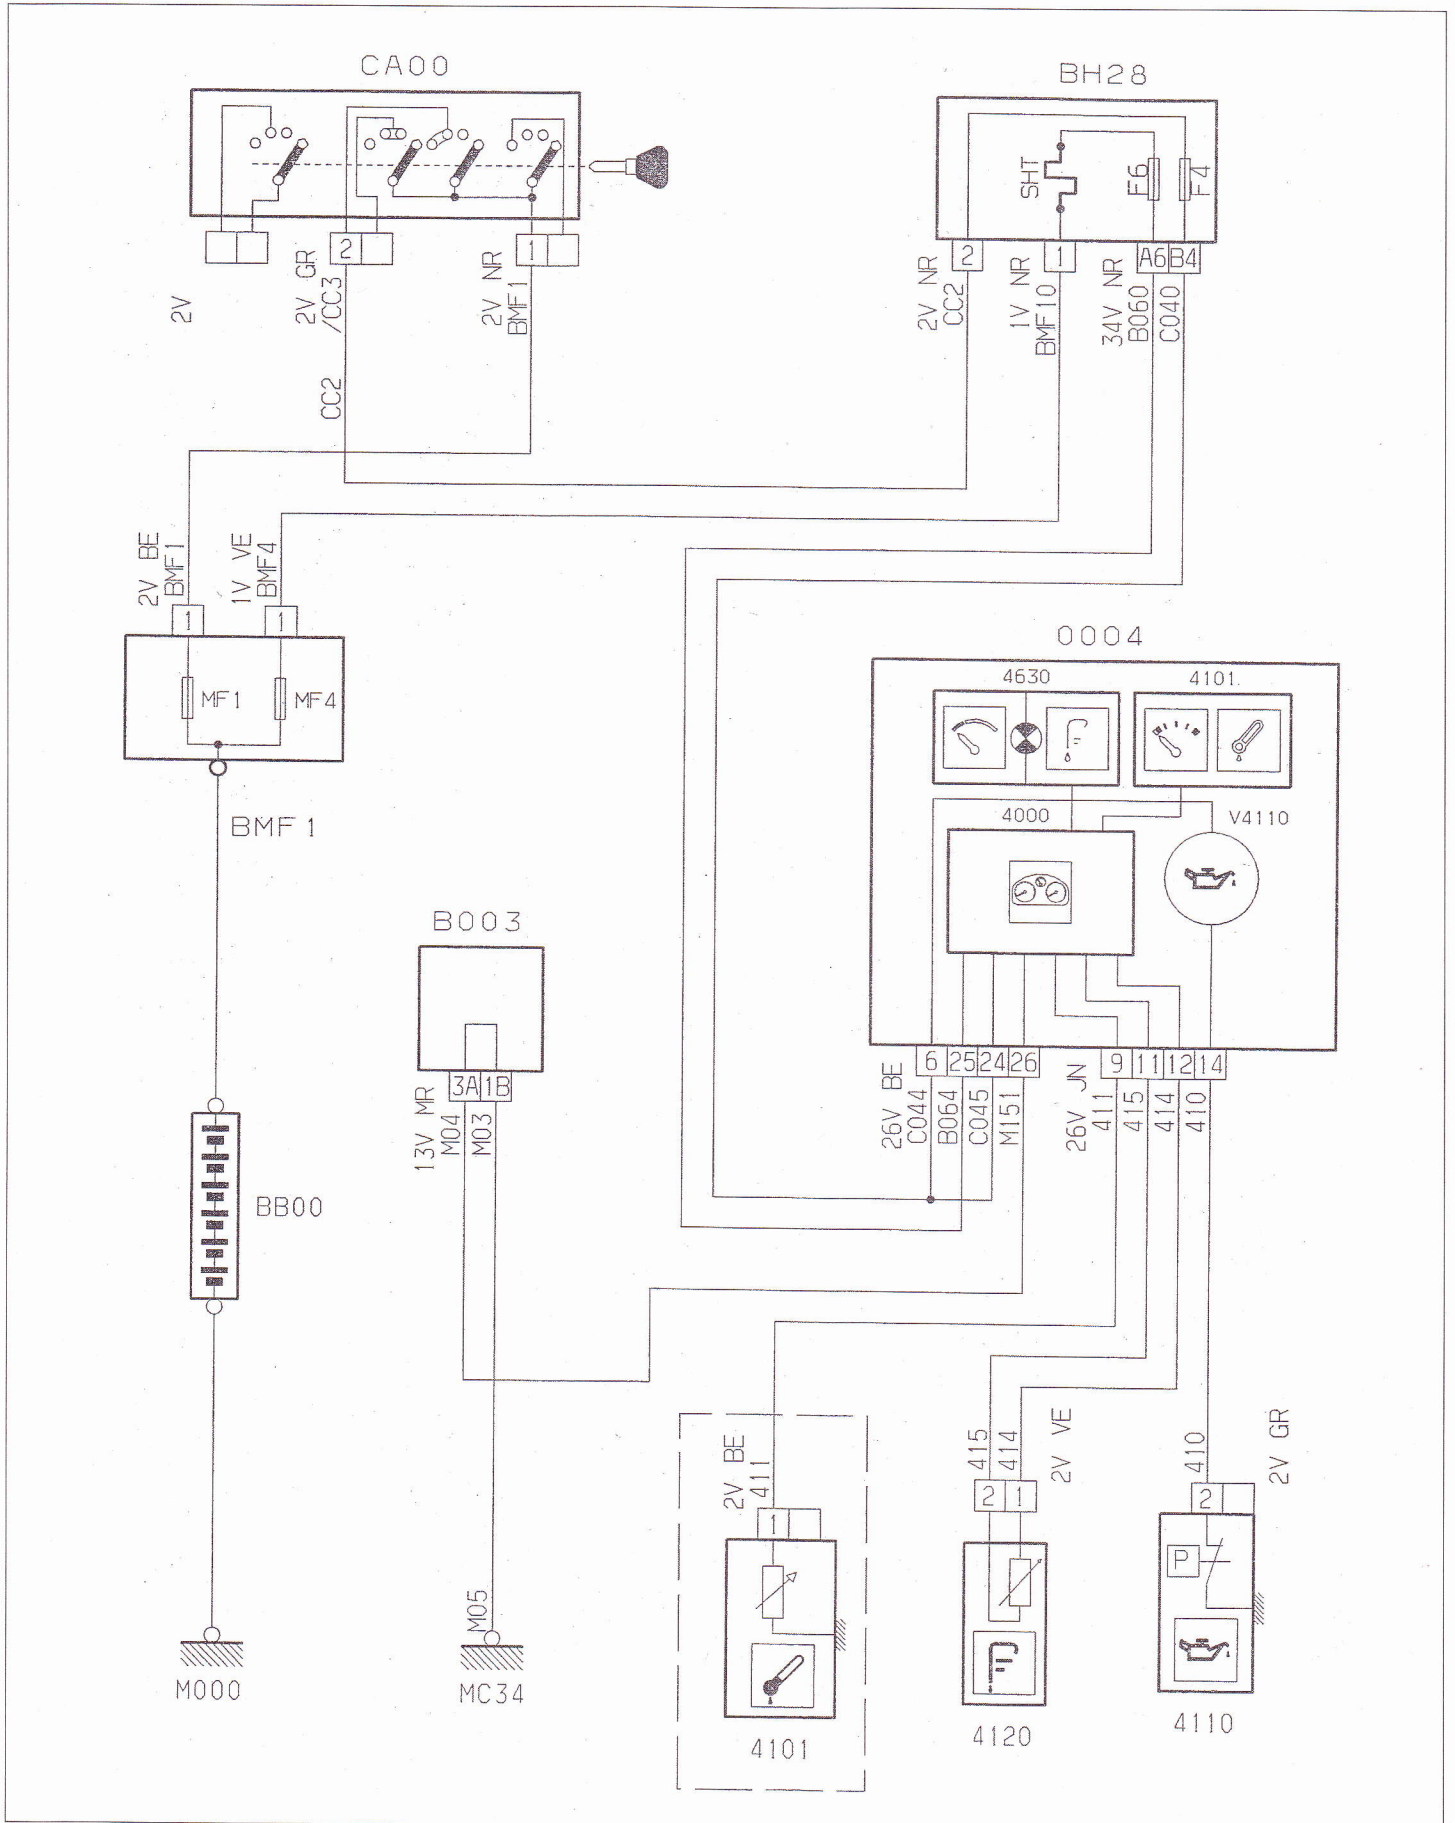 CA00
BH28
SHT
F6
F4
2
1
2
1
A6
B4
2V
2V GR
/CC3
2V NR
BMF1
2V NR
CC2
1V NR
BMF10
34V NR
B060
C040
CC2
2V BE
BMF1
1V VE
BMF4
1
1
MF1
MF4
BMF1
0004
4630
4101.
4000
V4110
B003
6
25
24
26
9
11
12
14
3A
1B
13V MR
M04
M03
26V BE
C044
B064
C045
M151
26V JN
411
415
414
410
BB00
2V BE
411
415
414
2V VE
410
2V GR
1
2
1
2
P
M05
M000
MC34
4101
4120
4110